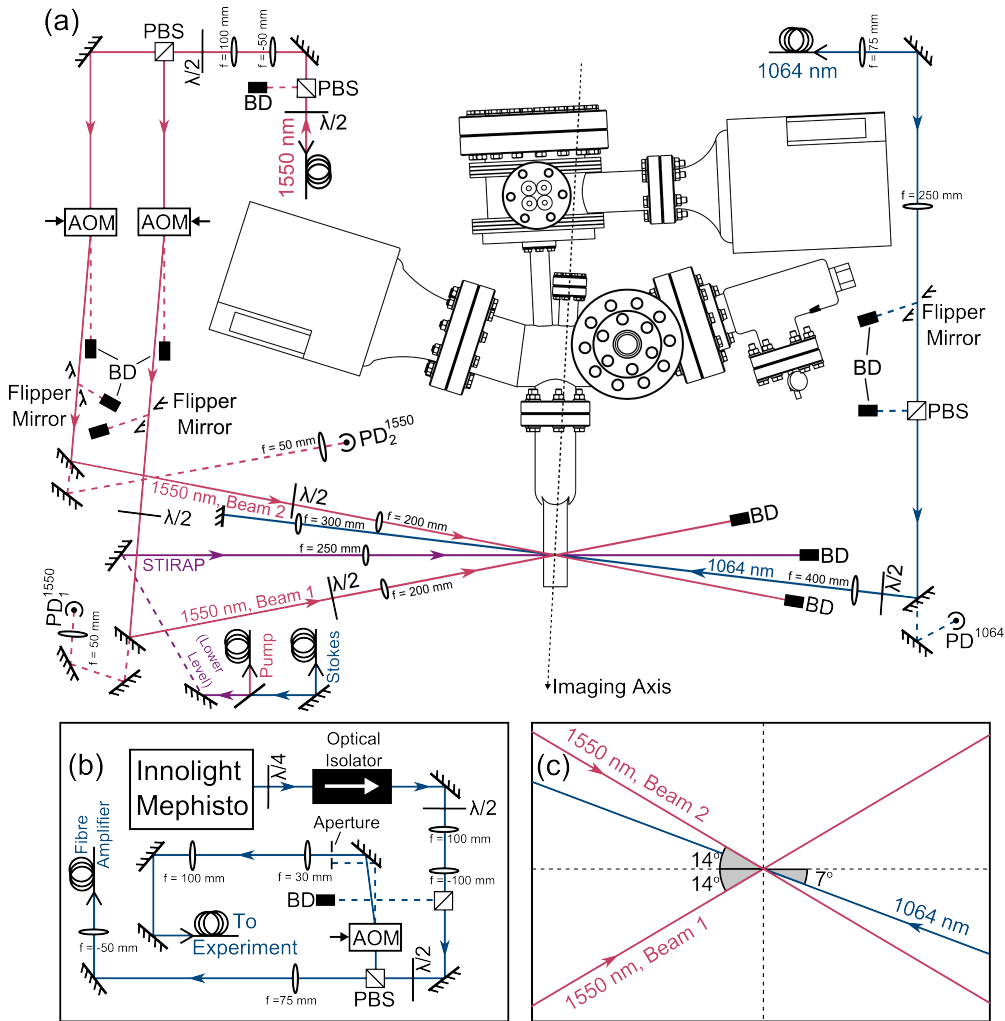 (a)
PBS
λ/2
f = 100 mm
f = -50 mm
BD
PBS
λ/2
1550 nm
1064 nm
f = 75 mm
f = 250 mm
AOM
AOM
BD
Flipper
Mirror
Flipper
Mirror
Flipper
Mirror
BD
PBS
f = 50 mm
PD₂¹⁵⁵⁰
1550 nm, Beam 2
λ/2
λ/2
f = 300 mm
f = 200 mm
STIRAP
f = 250 mm
BD
BD
BD
1064 nm
f = 400 mm
λ/2
PD¹⁰⁶⁴
1550 nm, Beam 1
λ/2
f = 200 mm
PD₁¹⁵⁵⁰
f = 50 mm
(Lower
Level)
Pump
Stokes
Imaging Axis
(b)
Innolight
Mephisto
λ/4
Optical
Isolator
λ/2
f = 100 mm
f = -100 mm
Aperture
f = 30 mm
f = 100 mm
Fibre
Amplifier
BD
To
Experiment
AOM
f = -50 mm
λ/2
PBS
f =75 mm
(c)
1550 nm, Beam 2
14°
14°
7°
1064 nm
1550 nm, Beam 1